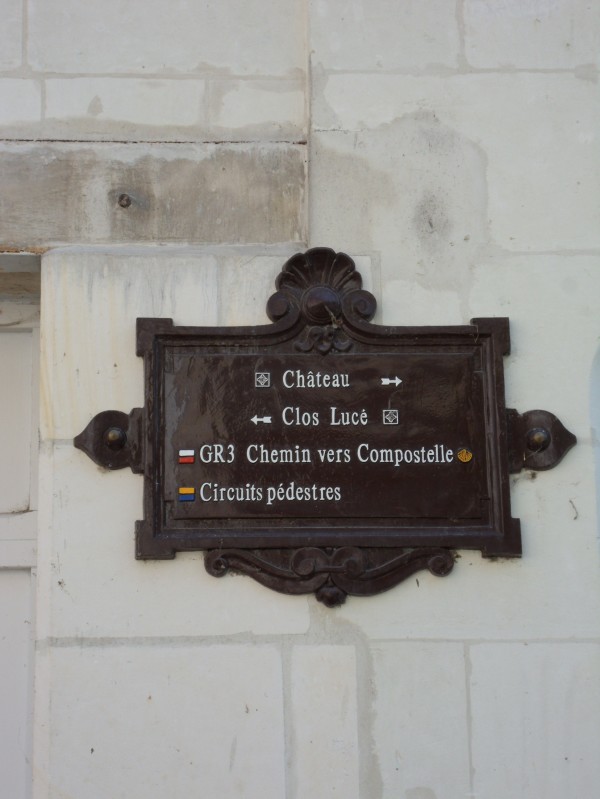 Château
Clos Lucé
GR3 Chemin vers Compostelle
Circuits pédestres